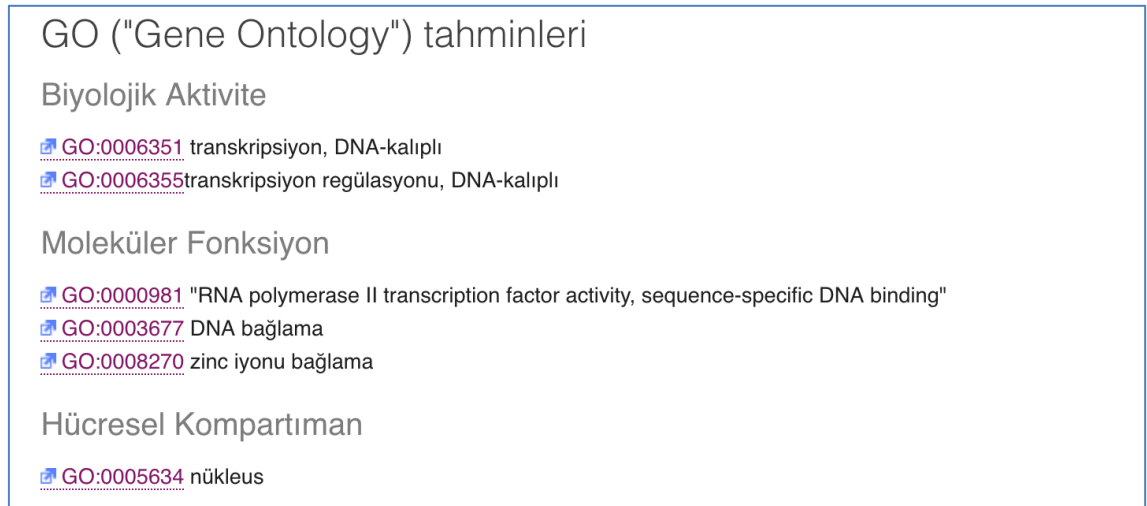 GO ("Gene Ontology") tahminleri
Biyolojik Aktivite
GO:0006351 transkripsiyon, DNA-kalıplı
GO:0006355transkripsiyon regülasyonu, DNA-kalıplı
Moleküler Fonksiyon
GO:0000981 "RNA polymerase II transcription factor activity, sequence-specific DNA binding"
GO:0003677 DNA bağlama
GO:0008270 zinc iyonu bağlama
Hücresel Kompartıman
GO:0005634 nükleus